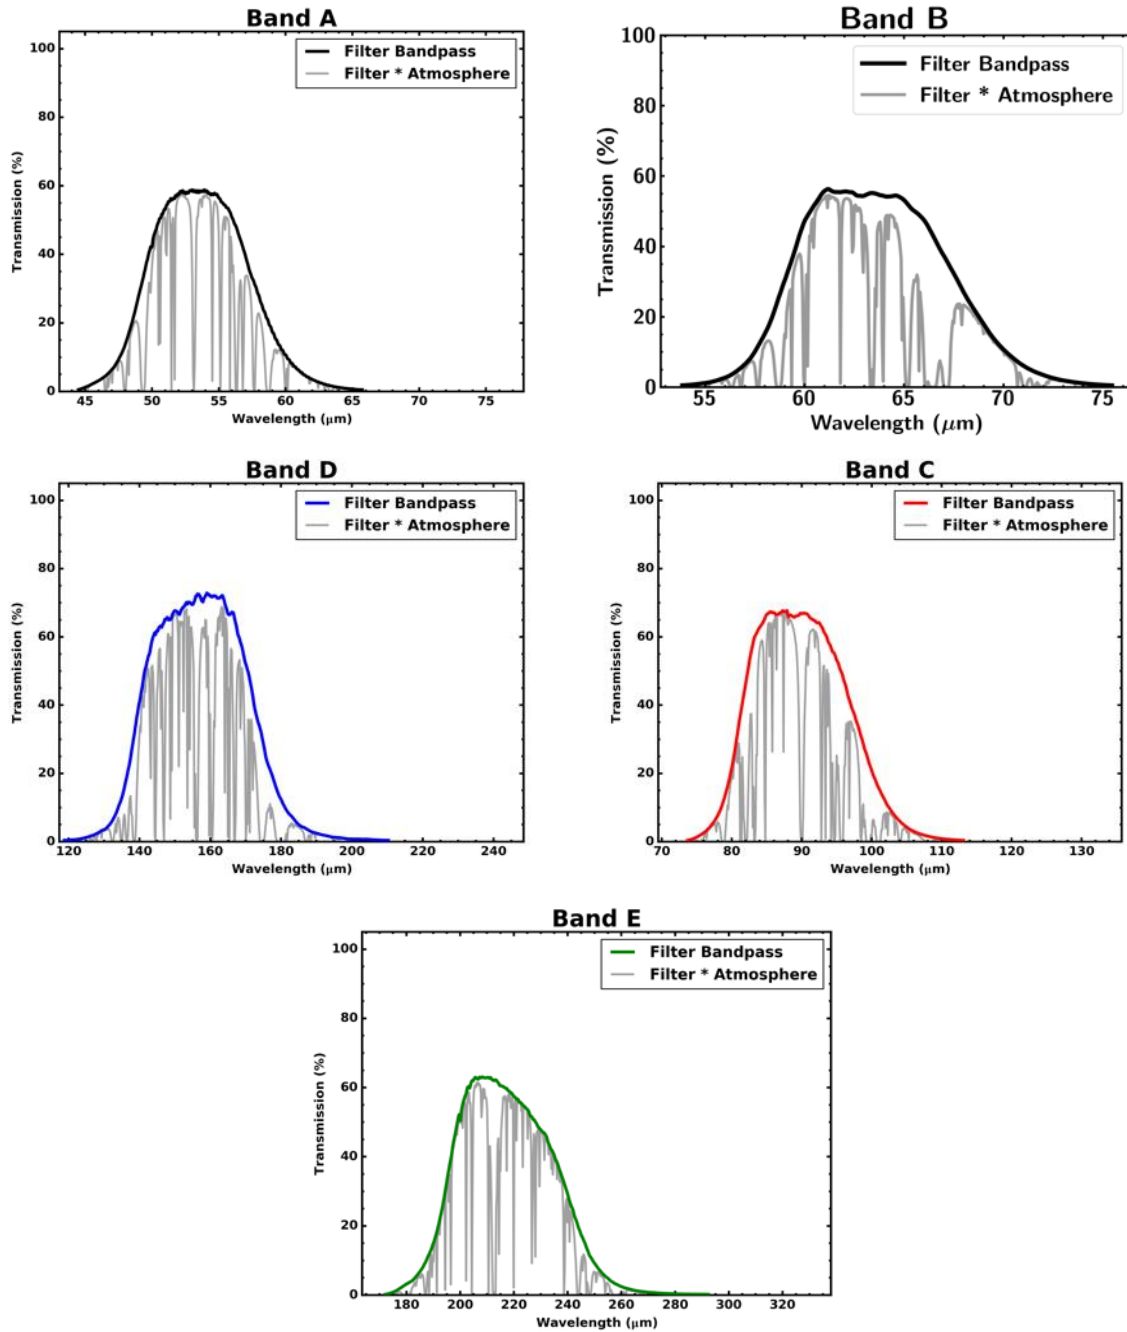 Band A
Filter Bandpass
Filter * Atmosphere
Transmission (%)
100
80
60
40
20
0
45 50 55 60 65 70 75
Wavelength (μm)
Band B
Filter Bandpass
Filter * Atmosphere
Transmission (%)
100
80
60
40
20
0
55 60 65 70 75
Wavelength (μm)
Band D
Filter Bandpass
Filter * Atmosphere
Transmission (%)
100
80
60
40
20
0
120 140 160 180 200 220 240
Wavelength (μm)
Band C
Filter Bandpass
Filter * Atmosphere
Transmission (%)
100
80
60
40
20
0
70 80 90 100 110 120 130
Wavelength (μm)
Band E
Filter Bandpass
Filter * Atmosphere
Transmission (%)
100
80
60
40
20
0
180 200 220 240 260 280 300 320
Wavelength (μm)